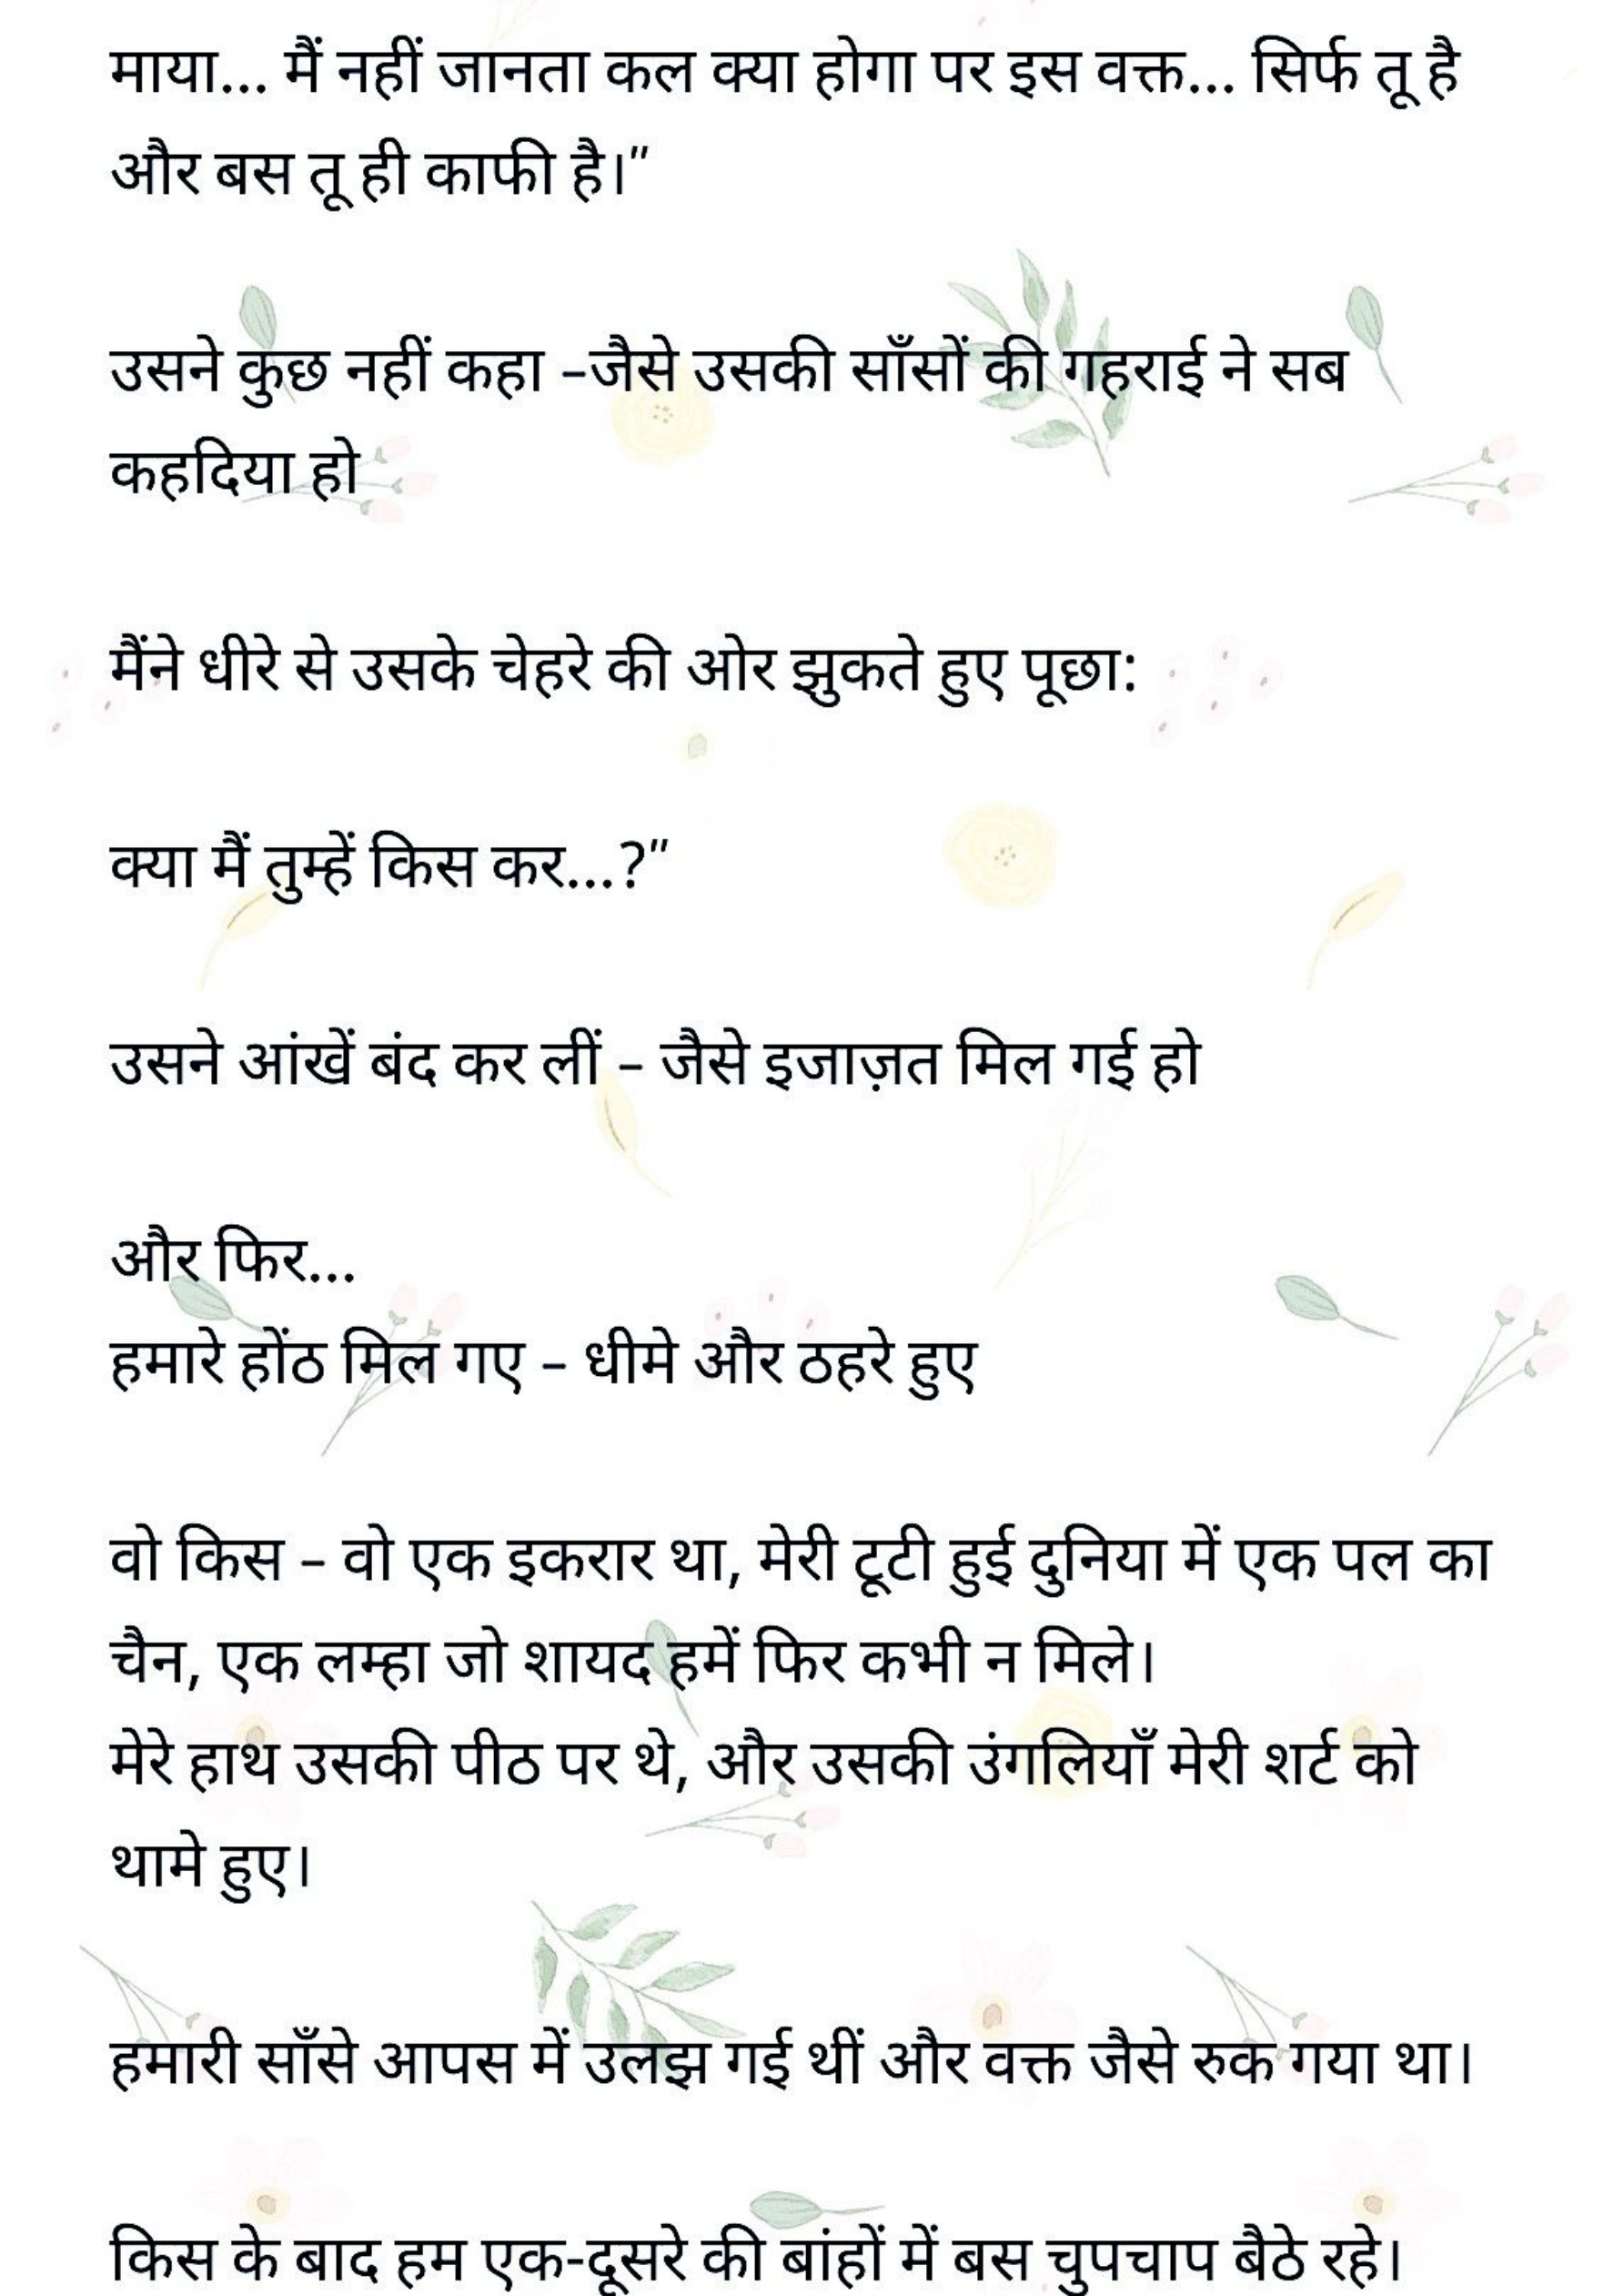 माया... मैं नहीं जानता कल क्या होगा पर इस वक्त... सिर्फ तू है
और बस तू ही काफी है।”
उसने कुछ नहीं कहा –जैसे उसकी साँसों की गहराई ने सब
कहदिया हो
मैंने धीरे से उसके चेहरे की ओर झुकते हुए पूछा:
क्या मैं तुम्हें किस कर...?”
उसने आंखें बंद कर लीं – जैसे इजाज़त मिल गई हो
और फिर...
हमारे होंठ मिल गए – धीमे और ठहरे हुए
वो किस – वो एक इकरार था, मेरी टूटी हुई दुनिया में एक पल का
चैन, एक लम्हा जो शायद हमें फिर कभी न मिले।
मेरे हाथ उसकी पीठ पर थे, और उसकी उंगलियाँ मेरी शर्ट को
थामे हुए।
हमारी साँसे आपस में उलझ गई थीं और वक्त जैसे रुक गया था।
किस के बाद हम एक-दूसरे की बांहों में बस चुपचाप बैठे रहे।